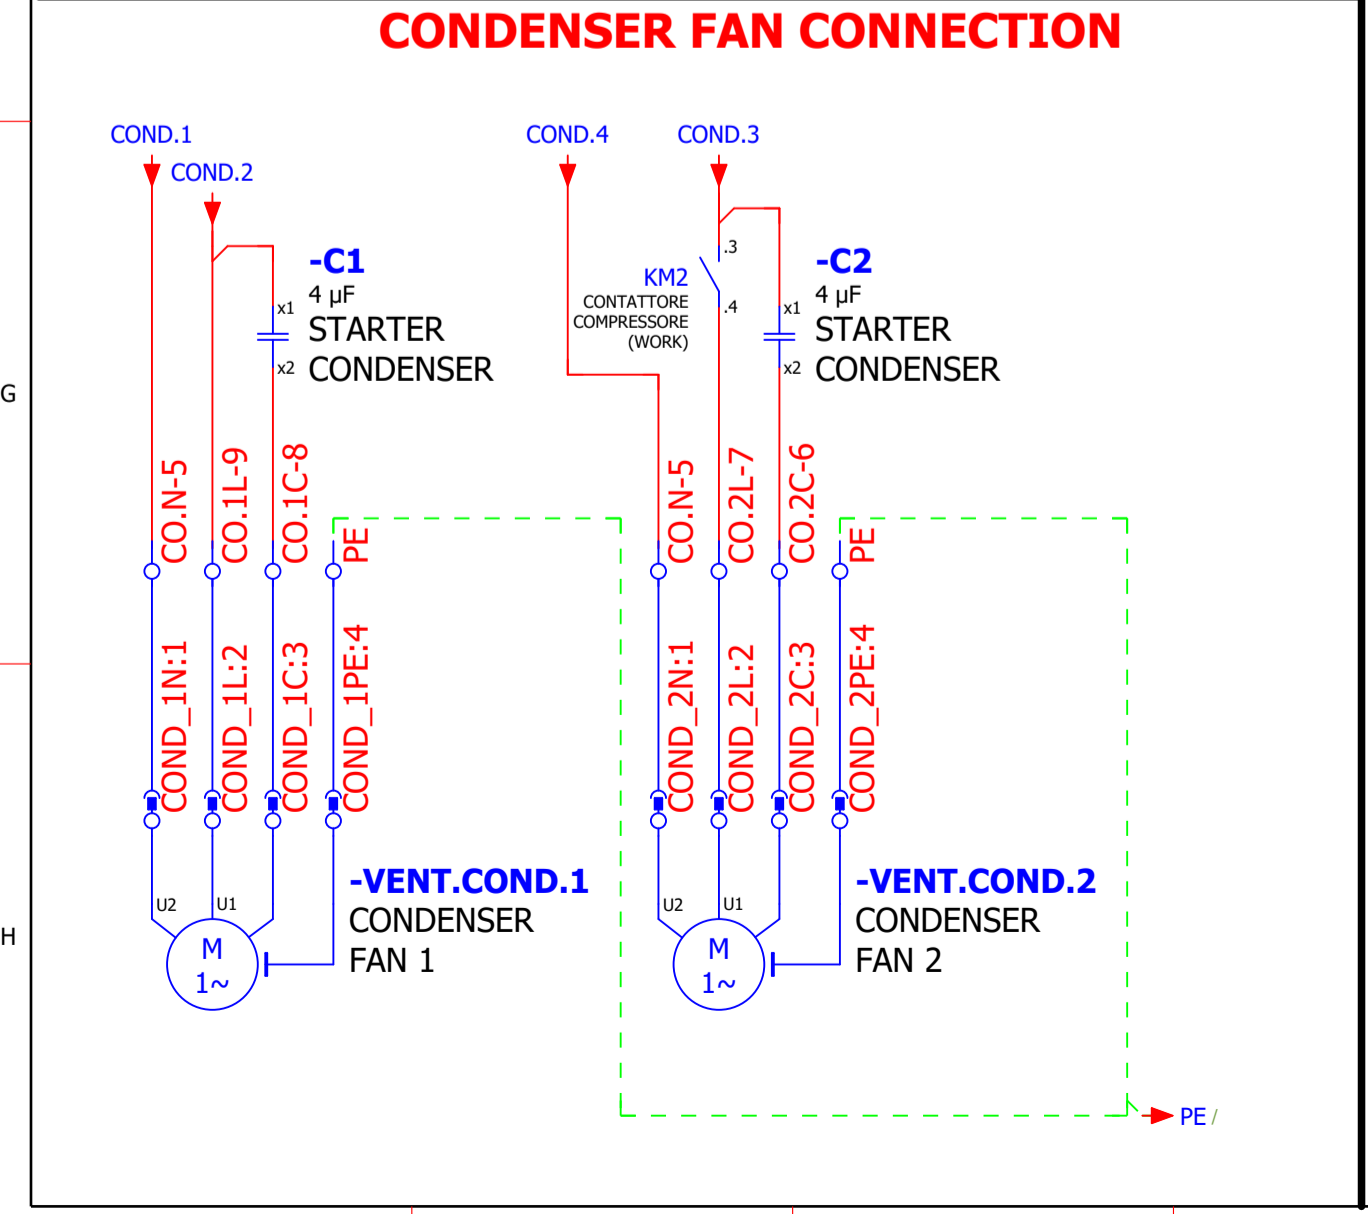 CONDENSER FAN CONNECTION
COND.1
COND.2
COND.4
COND.3
-C1
4 µF
STARTER
CONDENSER
x1
x2
KM2
CONTATTORE
COMPRESSORE
(WORK)
.3
.4
-C2
4 µF
STARTER
CONDENSER
x1
x2
G
CO.N-5
CO.1L-9
CO.1C-8
PE
CO.N-5
CO.2L-7
CO.2C-6
PE
COND_1N:1
COND_1L:2
COND_1C:3
COND_1PE:4
COND_2N:1
COND_2L:2
COND_2C:3
COND_2PE:4
H
U2
U1
M
1~
-VENT.COND.1
CONDENSER
FAN 1
U2
U1
M
1~
-VENT.COND.2
CONDENSER
FAN 2
PE /